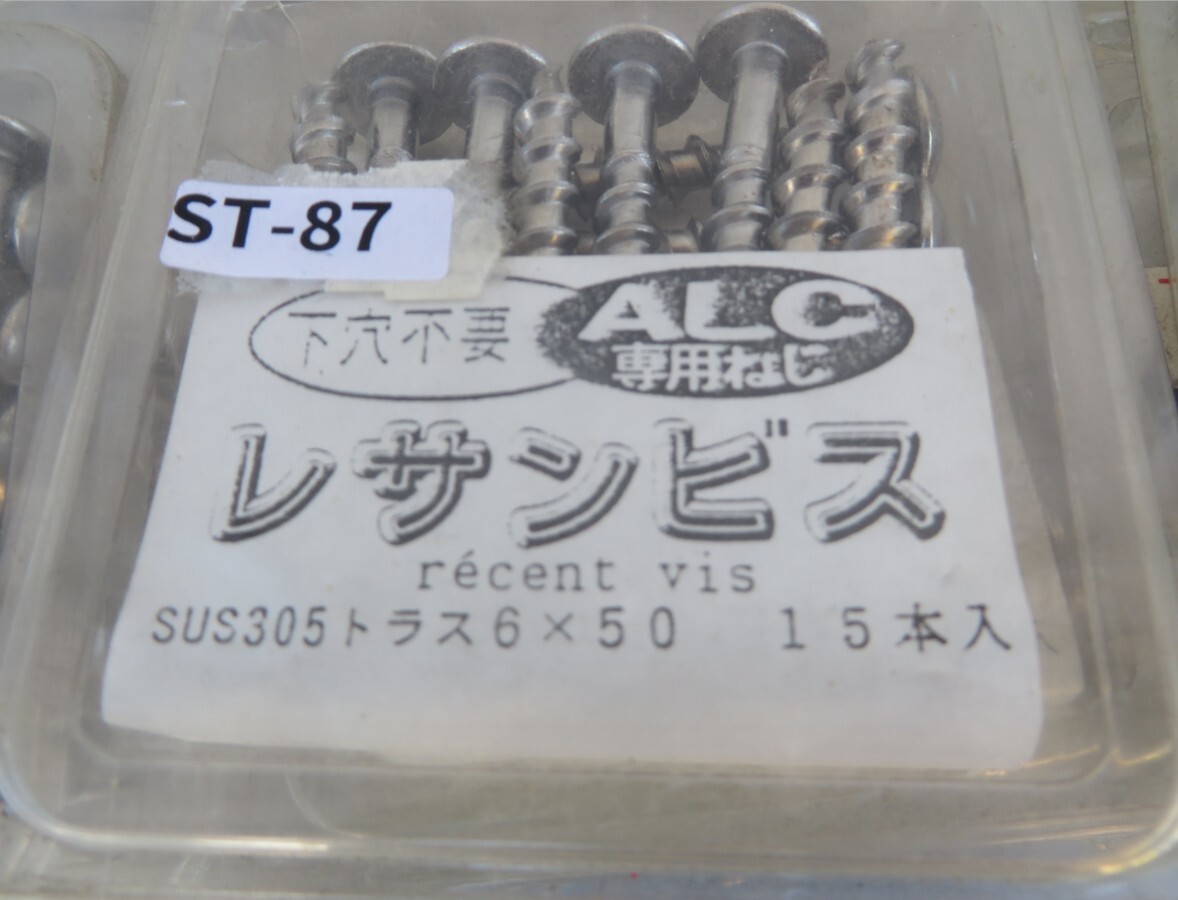 ST-87
下穴不要
ALC
専用ねじ
レサンビス
récent vis
SUS305トラス6×50 15本入